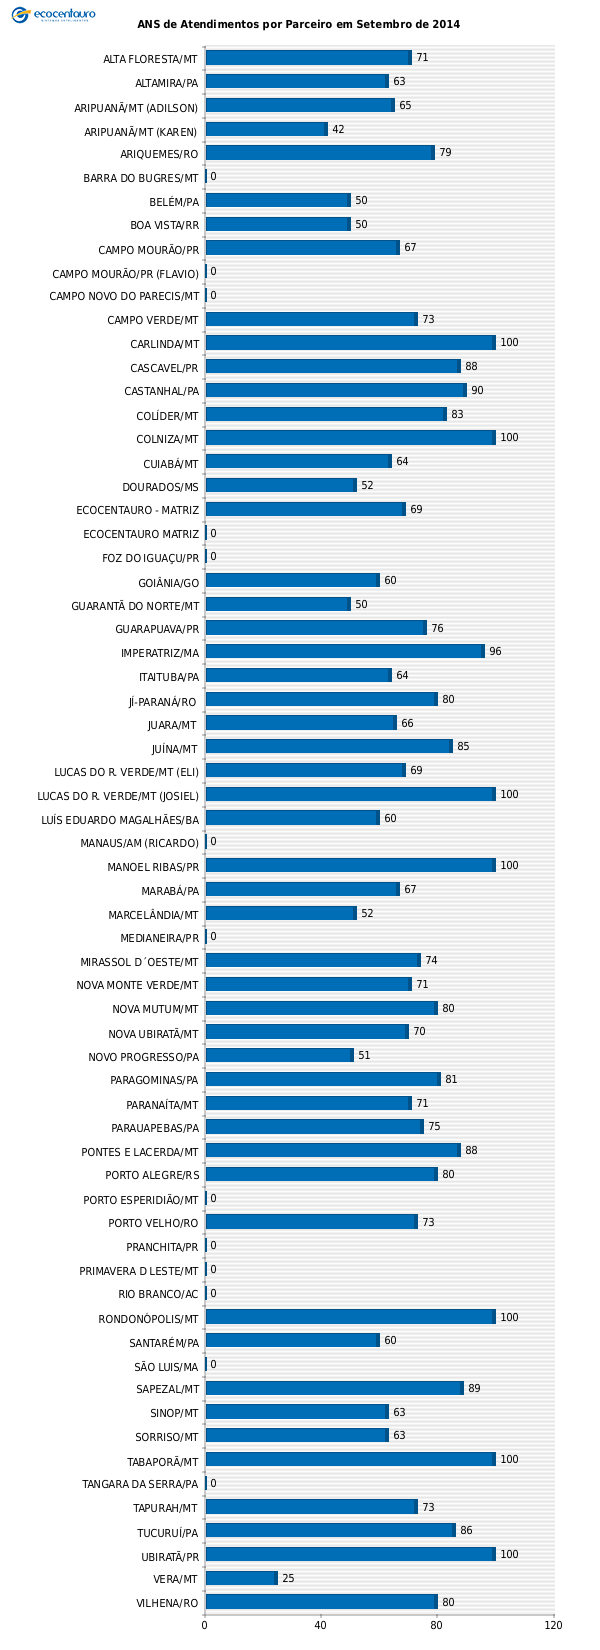 ecocentauro
ANS de Atendimentos por Parceiro em Setembro de 2014
ALTA FLORESTA/MT 71
ALTAMIRA/PA 63
ARIPUANÃ/MT (ADILSON) 65
ARIPUANÃ/MT (KAREN) 42
ARIQUEMES/RO 79
BARRA DO BUGRES/MT 0
BELÉM/PA 50
BOA VISTA/RR 50
CAMPO MOURÃO/PR 67
CAMPO MOURÃO/PR (FLAVIO) 0
CAMPO NOVO DO PARECIS/MT 0
CAMPO VERDE/MT 73
CARLINDA/MT 100
CASCAVEL/PR 88
CASTANHAL/PA 90
COLÍDER/MT 83
COLNIZA/MT 100
CUIABÁ/MT 64
DOURADOS/MS 52
ECOCENTAURO - MATRIZ 69
ECOCENTAURO MATRIZ 0
FOZ DO IGUAÇU/PR 0
GOIÂNIA/GO 60
GUARANTÃ DO NORTE/MT 50
GUARAPUAVA/PR 76
IMPERATRIZ/MA 96
ITAITUBA/PA 64
JÍ-PARANÁ/RO 80
JUARA/MT 66
JUÍNA/MT 85
LUCAS DO R. VERDE/MT (ELI) 69
LUCAS DO R. VERDE/MT (JOSIEL) 100
LUÍS EDUARDO MAGALHÃES/BA 60
MANAUS/AM (RICARDO) 0
MANOEL RIBAS/PR 100
MARABÁ/PA 67
MARCELÂNDIA/MT 52
MEDIANEIRA/PR 0
MIRASSOL D´OESTE/MT 74
NOVA MONTE VERDE/MT 71
NOVA MUTUM/MT 80
NOVA UBIRATÃ/MT 70
NOVO PROGRESSO/PA 51
PARAGOMINAS/PA 81
PARANAÍTA/MT 71
PARAUAPEBAS/PA 75
PONTES E LACERDA/MT 88
PORTO ALEGRE/RS 80
PORTO ESPERIDIÃO/MT 0
PORTO VELHO/RO 73
PRANCHITA/PR 0
PRIMAVERA D LESTE/MT 0
RIO BRANCO/AC 0
RONDONÓPOLIS/MT 100
SANTARÉM/PA 60
SÃO LUIS/MA 0
SAPEZAL/MT 89
SINOP/MT 63
SORRISO/MT 63
TABAPORÃ/MT 100
TANGARA DA SERRA/PA 0
TAPURAH/MT 73
TUCURUÍ/PA 86
UBIRATÃ/PR 100
VERA/MT 25
VILHENA/RO 80
0 40 80 120